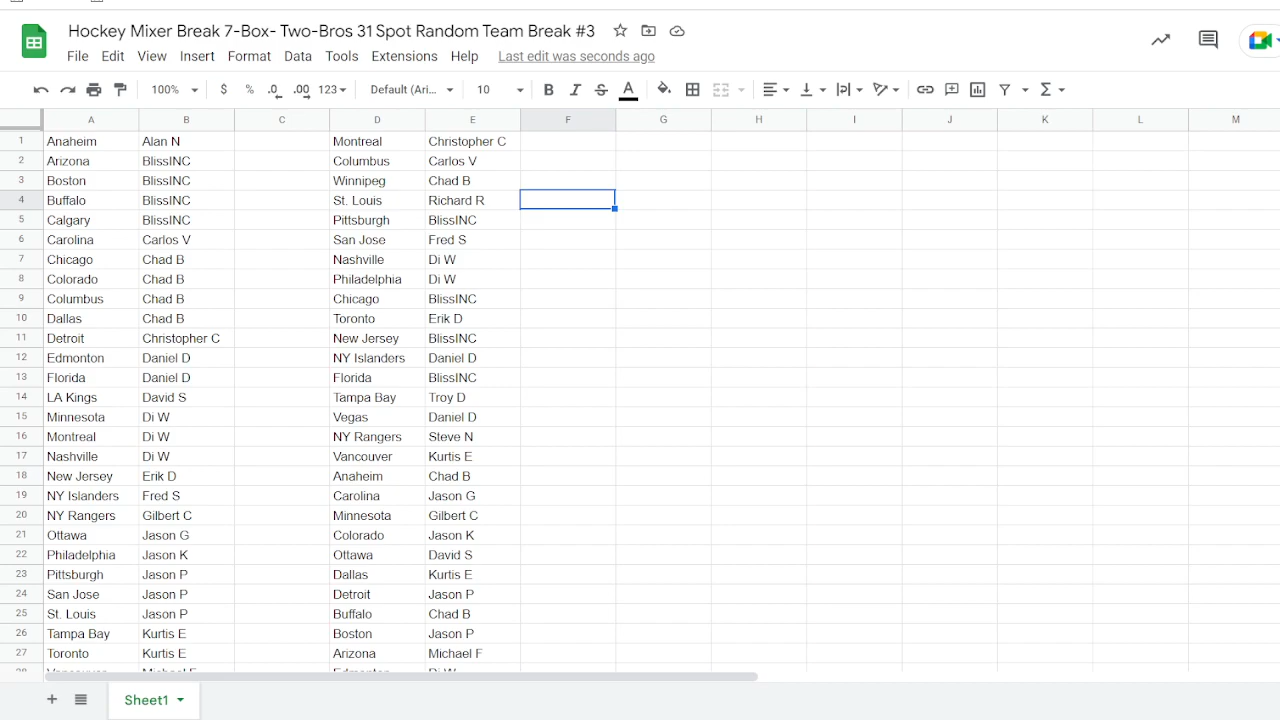 Hockey Mixer Break 7-Box- Two-Bros 31 Spot Random Team Break #3
File Edit View Insert Format Data Tools Extensions Help Last edit was seconds ago
100% $ % .0 .00 123 Default (Ari... 10 B I S A
A B C D E F G H I J K L M
1 Anaheim Alan N Montreal Christopher C
2 Arizona BlissINC Columbus Carlos V
3 Boston BlissINC Winnipeg Chad B
4 Buffalo BlissINC St. Louis Richard R
5 Calgary BlissINC Pittsburgh BlissINC
6 Carolina Carlos V San Jose Fred S
7 Chicago Chad B Nashville Di W
8 Colorado Chad B Philadelphia Di W
9 Columbus Chad B Chicago BlissINC
10 Dallas Chad B Toronto Erik D
11 Detroit Christopher C New Jersey BlissINC
12 Edmonton Daniel D NY Islanders Daniel D
13 Florida Daniel D Florida BlissINC
14 LA Kings David S Tampa Bay Troy D
15 Minnesota Di W Vegas Daniel D
16 Montreal Di W NY Rangers Steve N
17 Nashville Di W Vancouver Kurtis E
18 New Jersey Erik D Anaheim Chad B
19 NY Islanders Fred S Carolina Jason G
20 NY Rangers Gilbert C Minnesota Gilbert C
21 Ottawa Jason G Colorado Jason K
22 Philadelphia Jason K Ottawa David S
23 Pittsburgh Jason P Dallas Kurtis E
24 San Jose Jason P Detroit Jason P
25 St. Louis Jason P Buffalo Chad B
26 Tampa Bay Kurtis E Boston Jason P
27 Toronto Kurtis E Arizona Michael F
Sheet1